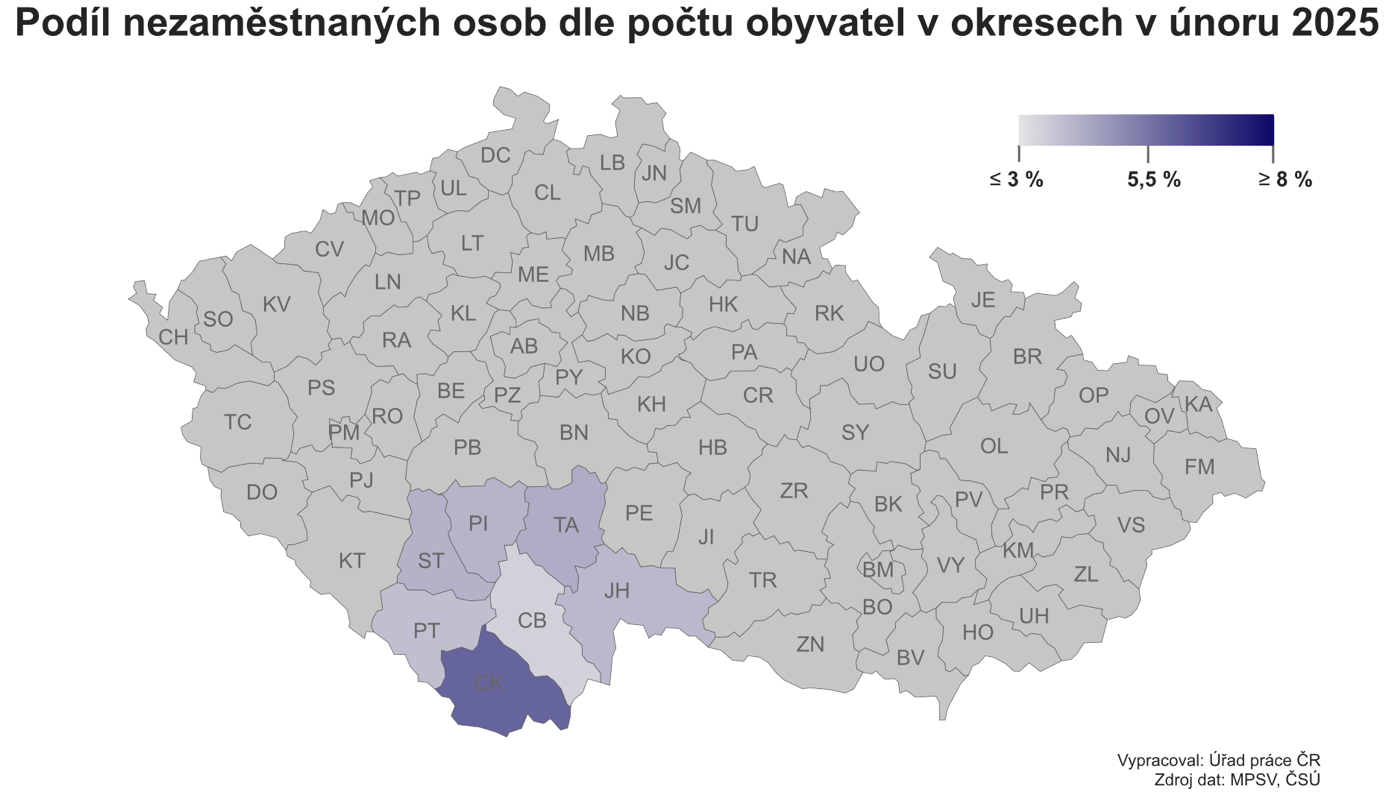 Podíl nezaměstnaných osob dle počtu obyvatel v okresech v únoru 2025
≤ 3 % 5,5 % ≥ 8 %
DC LB JN
TP UL CL SM
MO TU
CV LT MB JC NA
LN ME
KV KL NB HK RK JE
SO
CH RA AB KO PA UO SU BR
PS BE PZ PY KH CR OP
TC PM RO OV KA
PB BN HB SY OL NJ FM
DO PJ ZR PR
PI TA PE BK PV VS
KT ST JI KM
JH TR BM VY ZL
PT CB BO UH
ZN HO
CK BV
Vypracoval: Úřad práce ČR
Zdroj dat: MPSV, ČSÚ